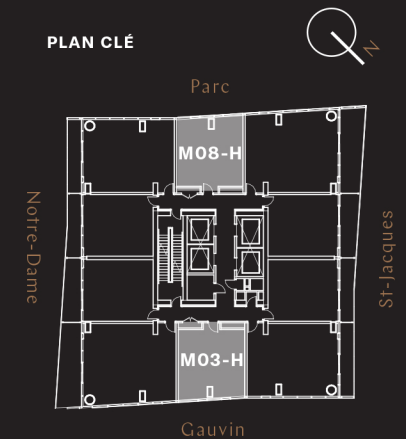 PLAN CLÉ
N
Parc
M08-H
Notre-Dame
St-Jacques
M03-H
Gauvin